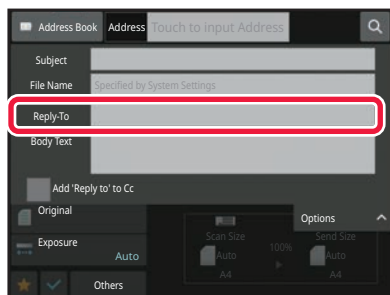 Address Book Address Touch to input Address
Subject
File Name Specified by System Settings
Reply-To
Body Text
Add 'Reply to' to Cc
Original
Options
Scan Size Send Size
Exposure
Auto
100%
Auto Auto
A4 A4
Others